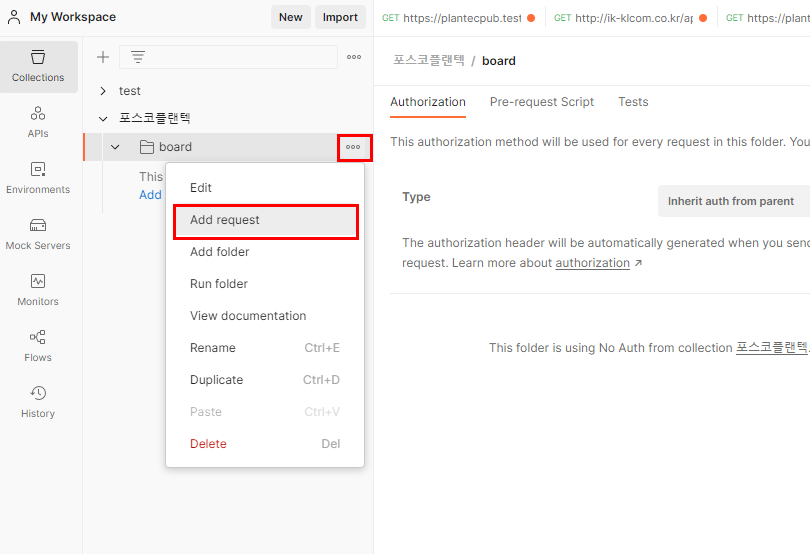 My Workspace
New
Import
Collections
APIs
Environments
Mock Servers
Monitors
Flows
History
test
포스코플랜텍
board
This
Add
Edit
Add request
Add folder
Run folder
View documentation
Rename Ctrl+E
Duplicate Ctrl+D
Paste Ctrl+V
Delete Del
GET https://plantecpub.test
GET http://ik-klcom.co.kr/ap
GET https://plant
포스코플랜텍 / board
Authorization
Pre-request Script
Tests
This authorization method will be used for every request in this folder. You
Type
Inherit auth from parent
The authorization header will be automatically generated when you send
request. Learn more about authorization ↗
This folder is using No Auth from collection 포스코플랜텍.